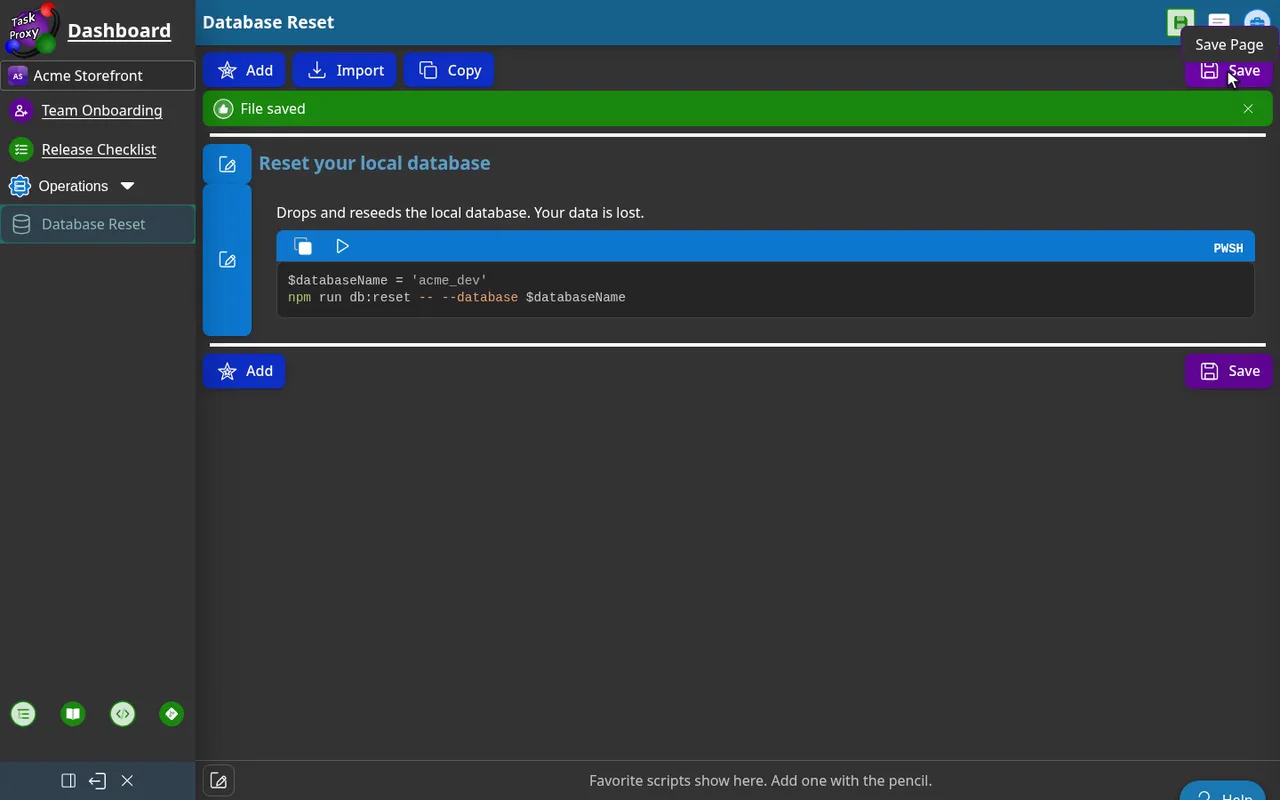 Task
Proxy
Dashboard
AS Acme Storefront
Team Onboarding
Release Checklist
Operations
Database Reset
Database Reset
Save Page
Add
Import
Copy
Save
File saved
Reset your local database
Drops and reseeds the local database. Your data is lost.
PWSH
$databaseName = 'acme_dev'
npm run db:reset -- --database $databaseName
Add
Save
Favorite scripts show here. Add one with the pencil.
Help